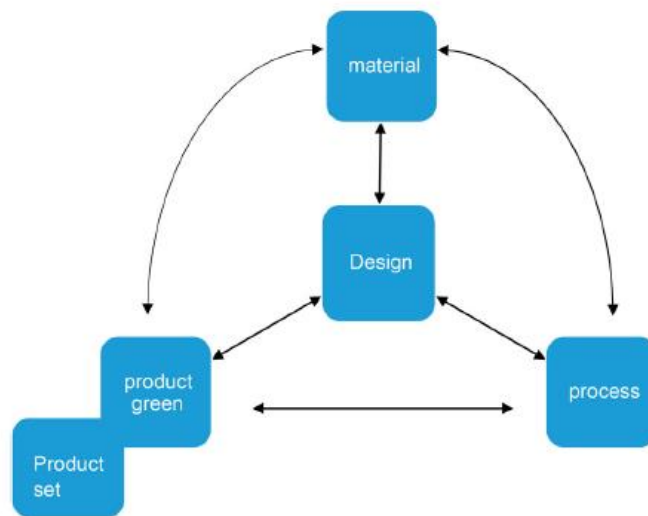 material
Design
product
green
process
Product
set